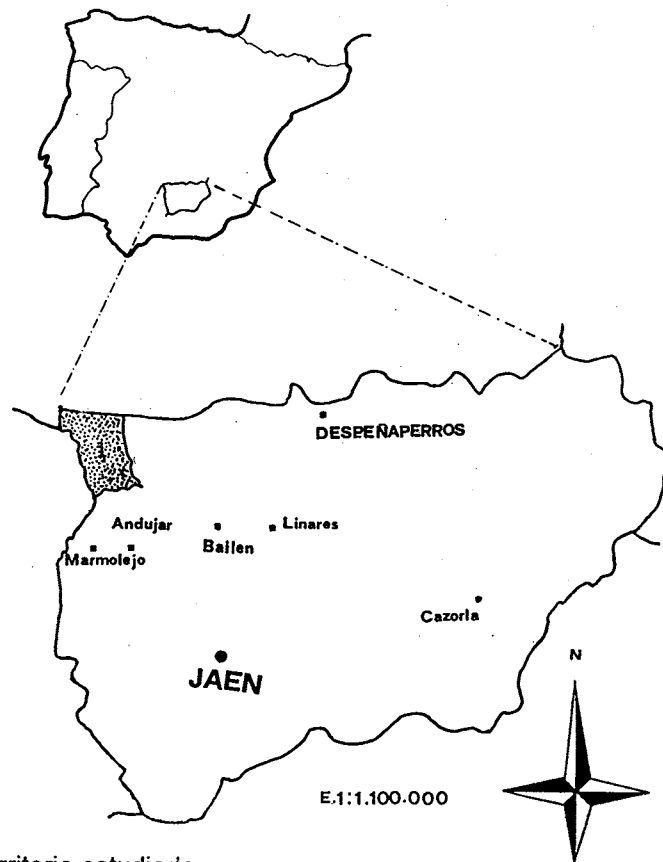 DESPEÑAPERROS
Andujar
Linares
Bailen
Marmolejo
Cazorla
N
JAEN
E.1:1.100.000